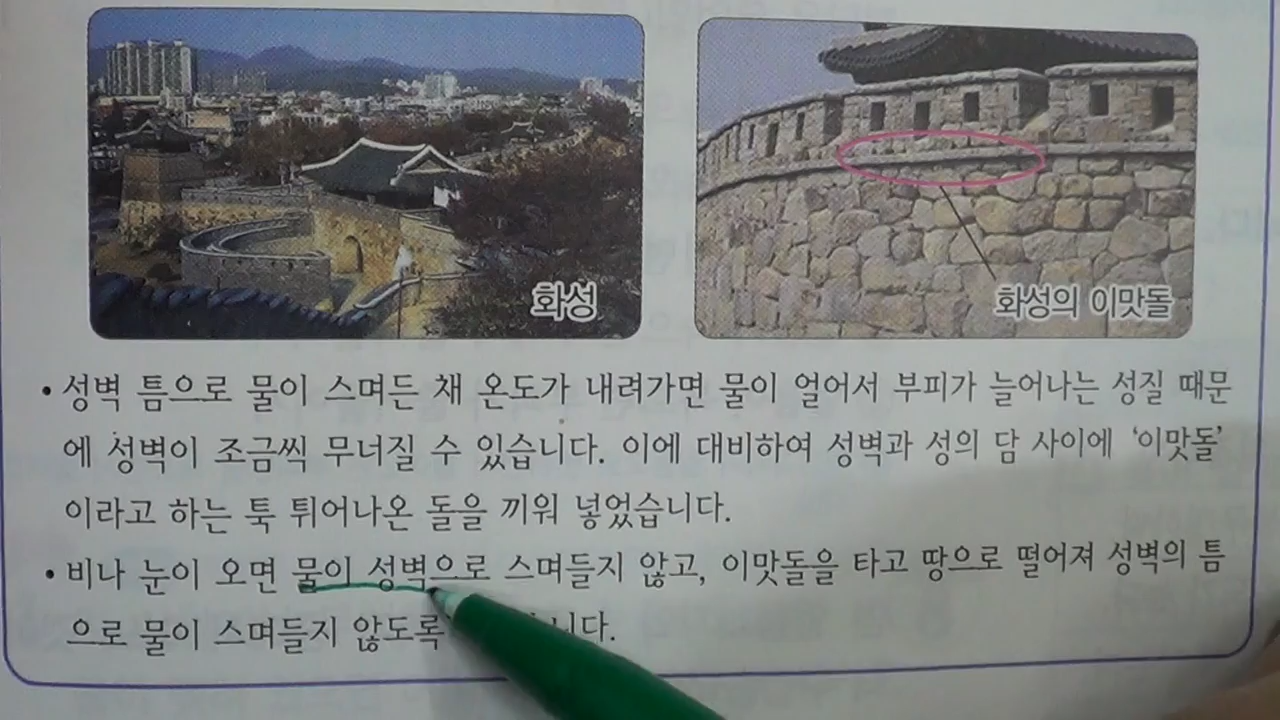 화성
화성의 이맛돌
• 성벽 틈으로 물이 스며든 채 온도가 내려가면 물이 얼어서 부피가 늘어나는 성질 때문
에 성벽이 조금씩 무너질 수 있습니다. 이에 대비하여 성벽과 성의 담 사이에 ‘이맛돌’
이라고 하는 툭 튀어나온 돌을 끼워 넣었습니다.
• 비나 눈이 오면 물이 성벽으로 스며들지 않고, 이맛돌을 타고 땅으로 떨어져 성벽의 틈
으로 물이 스며들지 않도록 니다.